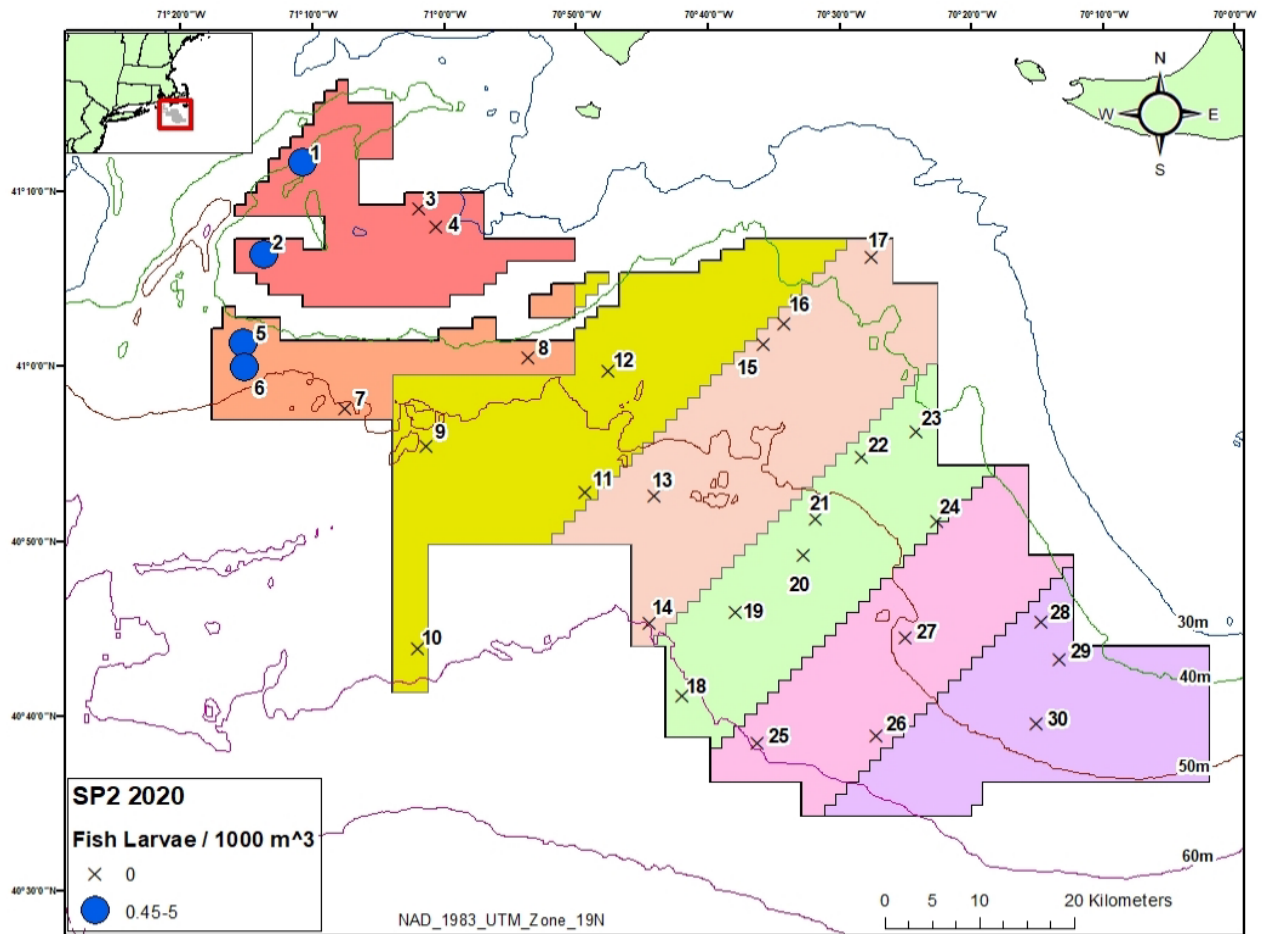 71°20'0"W 71°10'0"W 71°0'0"W 70°50'0"W 70°40'0"W 70°30'0"W 70°20'0"W 70°10'0"W 70°0'0"W
N
W E
S
1
41°10'0"N
3
4
2
17
16
5
41°0'0"N
8
12
15
6
7
23
9
22
11
13
21
24
40°50'0"N
20
14
19
28
30m
27
10
29
40m
18
40°40'0"N
25
26
30
50m
SP2 2020
Fish Larvae / 1000 m^3
0
0.45-5
60m
40°30'0"N
0 5 10 20 Kilometers
NAD_1983_UTM_Zone_19N